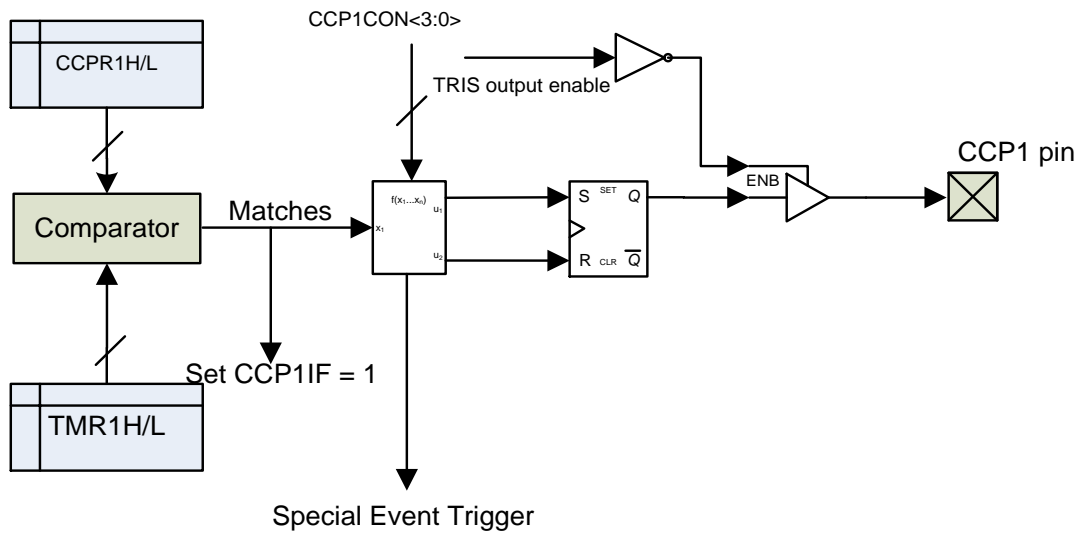 CCP1CON<3:0>
CCPR1H/L
TRIS output enable
CCP1 pin
ENB
f(x₁...xₙ)
u₁
S SET Q
Comparator
Matches
x₁
u₂
R CLR Q̅
Set CCP1IF = 1
TMR1H/L
Special Event Trigger